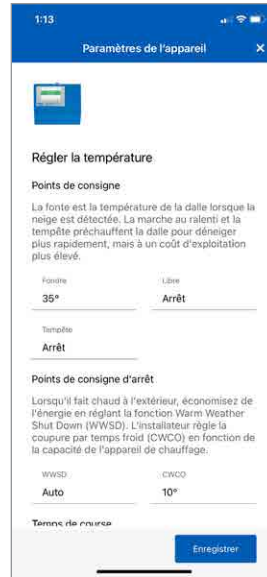 1:13
Paramètres de l'appareil ×
Régler la température
Points de consigne
La fonte est la température de la dalle lorsque la
neige est détectée. La marche au ralenti et la
tempête préchauffent la dalle pour déneiger
plus rapidement, mais à un coût d'exploitation
plus élevé.
Fondre Libre
35° Arrêt
Tempête
Arrêt
Points de consigne d'arrêt
Lorsqu'il fait chaud à l'extérieur, économisez de
l'énergie en réglant la fonction Warm Weather
Shut Down (WWSD). L'installateur règle la
coupure par temps froid (CWCO) en fonction de
la capacité de l'appareil de chauffage.
WWSD CWCO
Auto 10°
Temps de course
Enregistrer